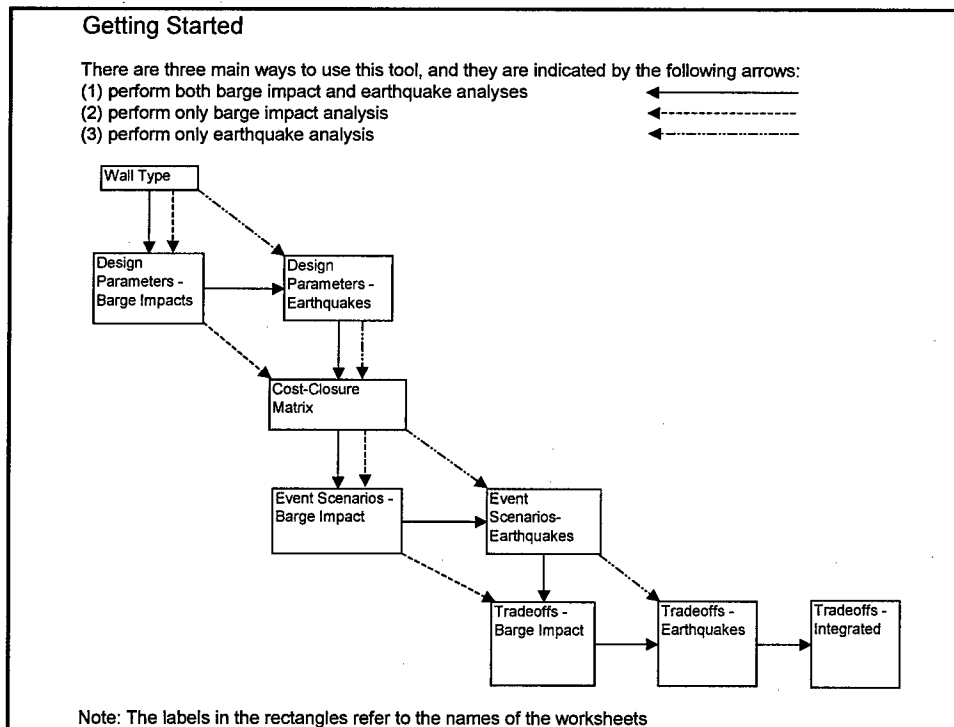 Getting Started
There are three main ways to use this tool, and they are indicated by the following arrows:
(1) perform both barge impact and earthquake analyses
(2) perform only barge impact analysis
(3) perform only earthquake analysis
Wall Type
Design
Parameters -
Barge Impacts
Design
Parameters -
Earthquakes
Cost-Closure
Matrix
Event Scenarios -
Barge Impact
Event
Scenarios-
Earthquakes
Tradeoffs -
Barge Impact
Tradeoffs -
Earthquakes
Tradeoffs -
Integrated
Note: The labels in the rectangles refer to the names of the worksheets